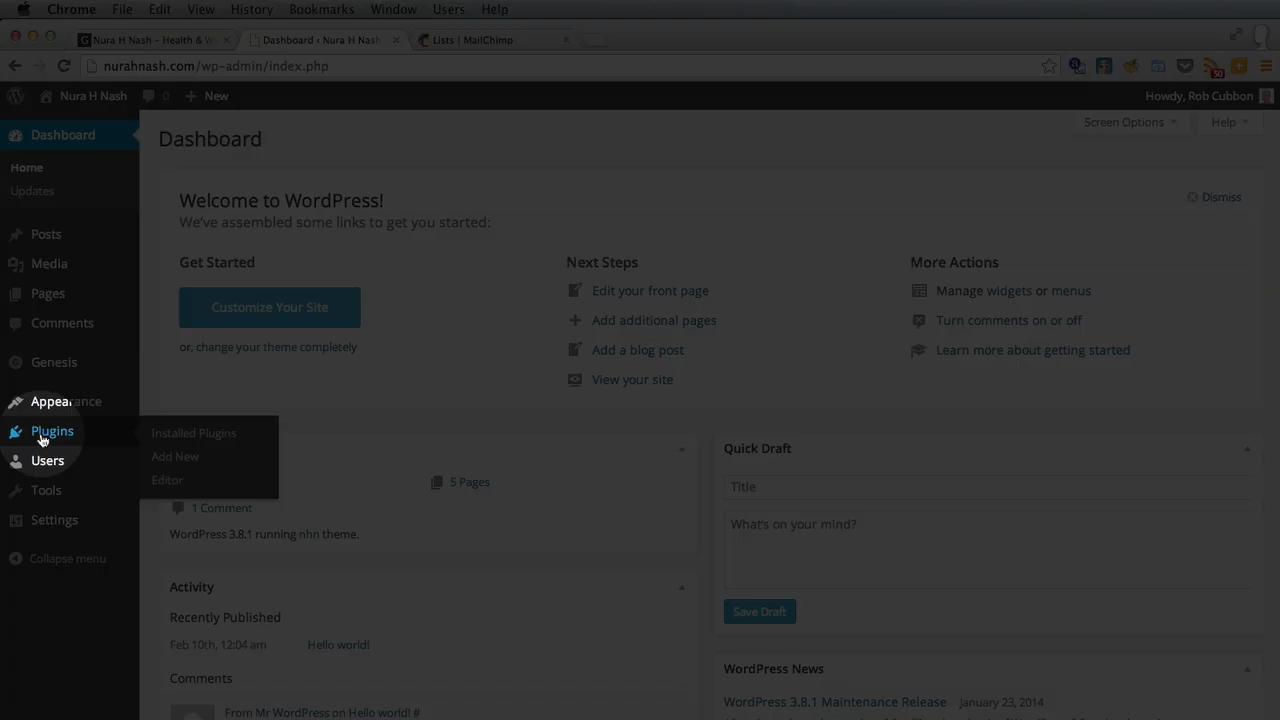 Chrome File Edit View History Bookmarks Window Users Help
Nura H Nash – Health & W
Dashboard ‹ Nura H Nash
Lists | MailChimp
nurahnash.com/wp-admin/index.php
50
Nura H Nash 0 New
Howdy, Rob Cubbon
Dashboard
Home
Updates
Posts
Media
Pages
Comments
Genesis
Appearance
Plugins
Users
Tools
Settings
Collapse menu
Installed Plugins
Add New
Editor
Dashboard
Screen Options
Help
Welcome to WordPress!
We've assembled some links to get you started:
Dismiss
Get Started
Customize Your Site
or, change your theme completely
Next Steps
Edit your front page
Add additional pages
Add a blog post
View your site
More Actions
Manage widgets or menus
Turn comments on or off
Learn more about getting started
5 Pages
1 Comment
WordPress 3.8.1 running nhn theme.
Activity
Recently Published
Feb 10th, 12:04 am Hello world!
Comments
From Mr WordPress on Hello world! #
Quick Draft
Title
What's on your mind?
Save Draft
WordPress News
WordPress 3.8.1 Maintenance Release January 23, 2014